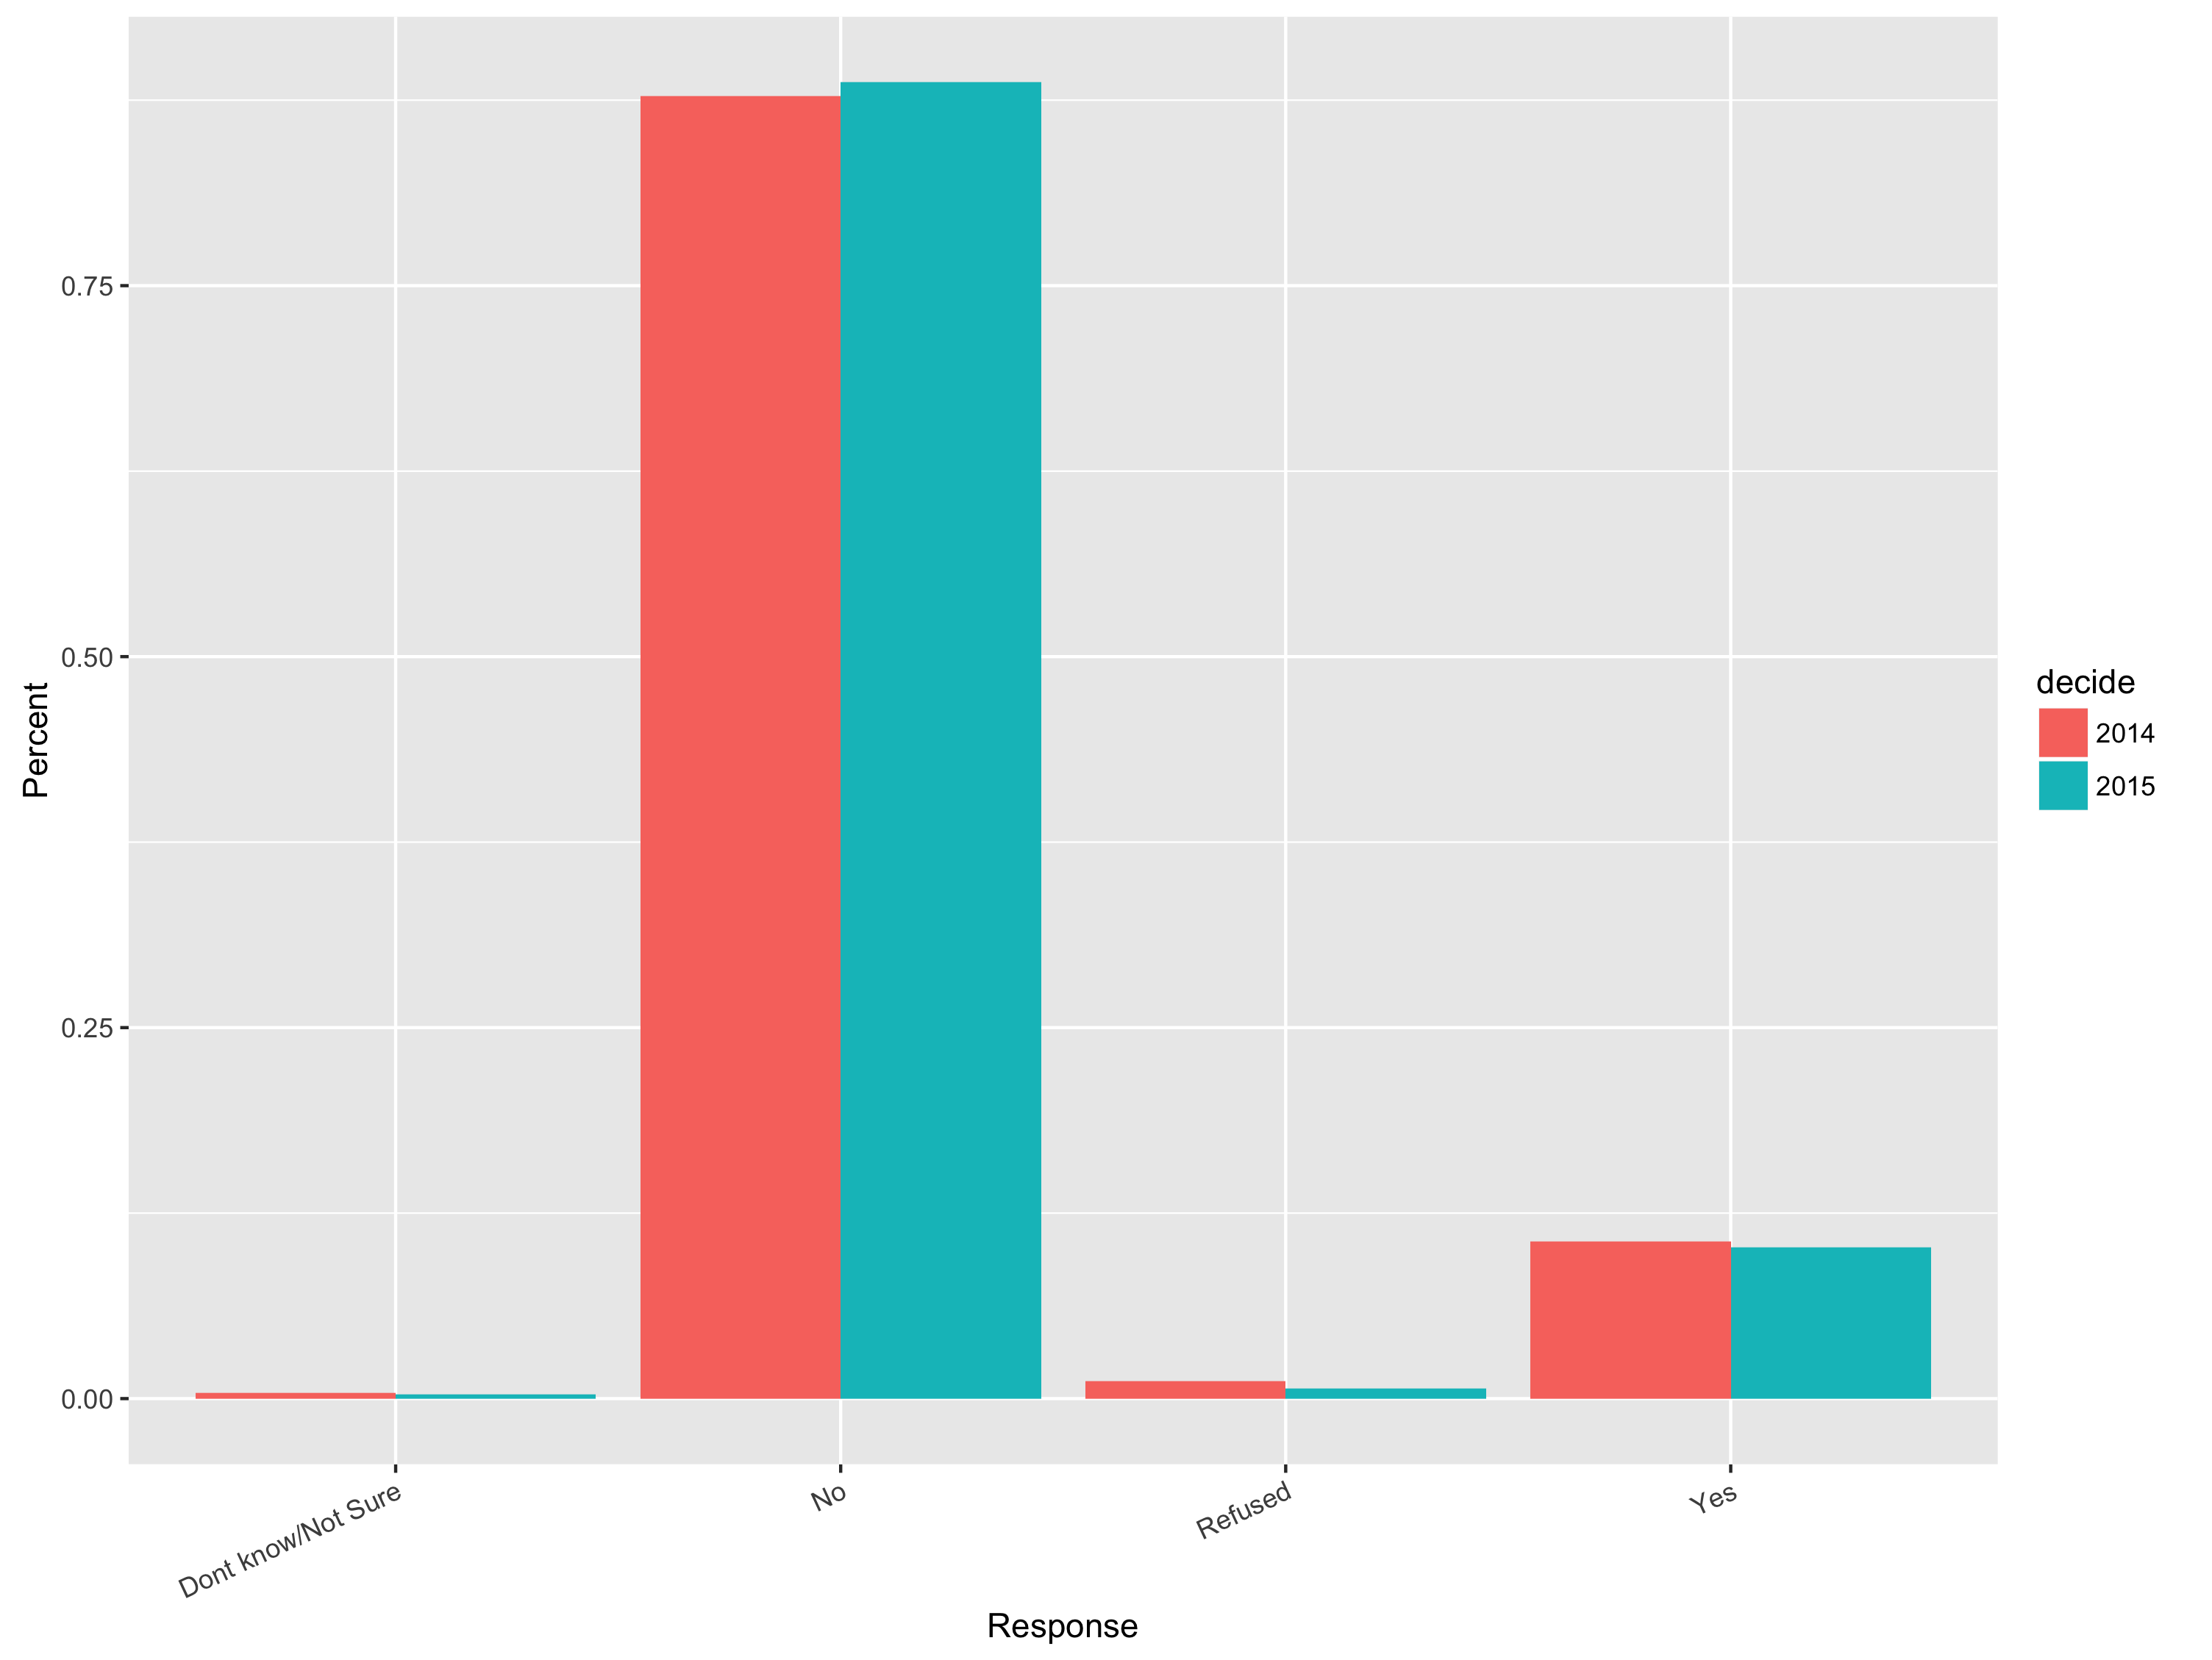 0.75
0.50
0.25
0.00
Percent
Dont know/Not Sure
No
Refused
Yes
Response
decide
2014
2015